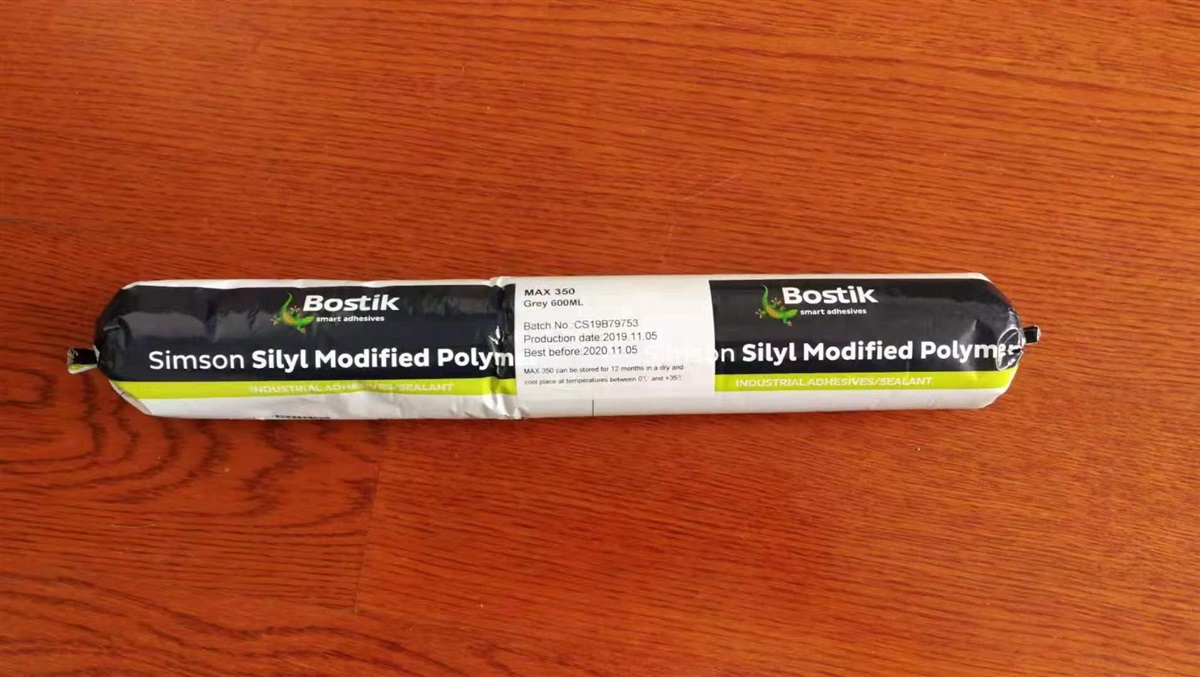 Bostik
smart adhesives
Simson Silyl Modified Polym
INDUSTRIAL ADHESIVES/SEALANT
MAX 350
Grey 600ML
Batch No.:CS19B79753
Production date:2019.11.05
Best before:2020.11.05
MAX 350 can be stored for 12 months in a dry and
cool place at temperatures between 0℃ and +35℃
Bostik
smart adhesives
Simson Silyl Modified Polymer
INDUSTRIAL ADHESIVES/SEALANT